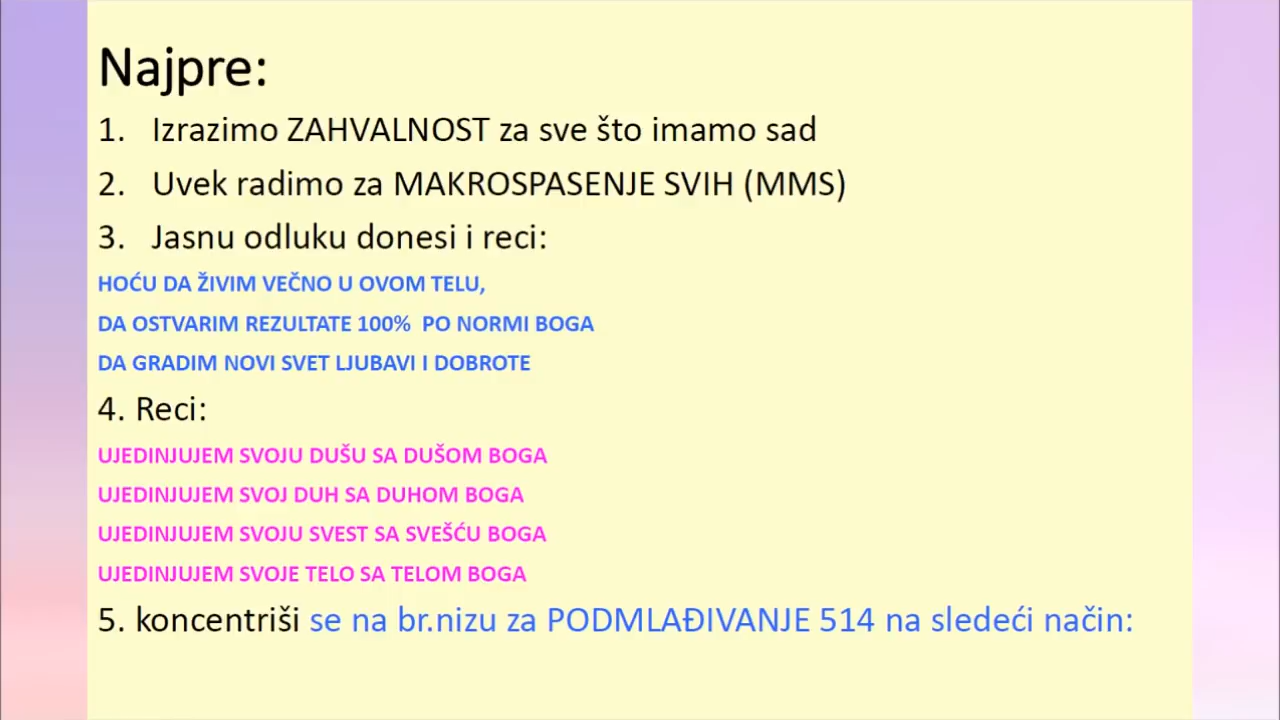 Najpre:
1. Izrazimo ZAHVALNOST za sve što imamo sad
2. Uvek radimo za MAKROSPASENJE SVIH (MMS)
3. Jasnu odluku donesi i reci:
HOĆU DA ŽIVIM VEČNO U OVOM TELU,
DA OSTVARIM REZULTATE 100% PO NORMI BOGA
DA GRADIM NOVI SVET LJUBAVI I DOBROTE
4. Reci:
UJEDINJUJEM SVOJU DUŠU SA DUŠOM BOGA
UJEDINJUJEM SVOJ DUH SA DUHOM BOGA
UJEDINJUJEM SVOJU SVEST SA SVEŠĆU BOGA
UJEDINJUJEM SVOJE TELO SA TELOM BOGA
5. koncentriši se na br.nizu za PODMLAĐIVANJE 514 na sledeći način: